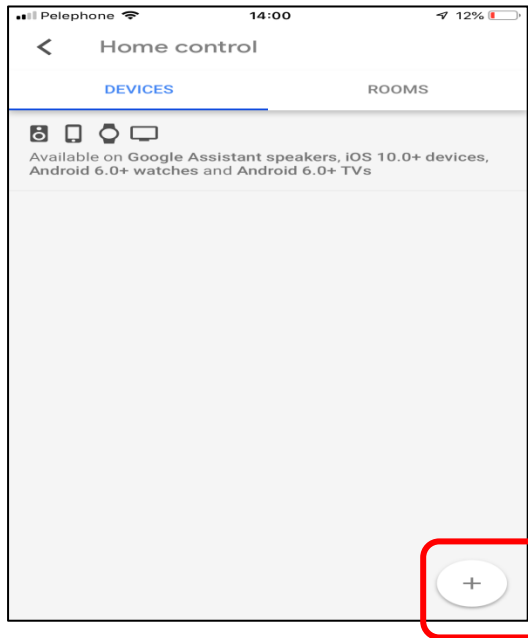 Pelephone 14:00 12%
Home control
DEVICES ROOMS
Available on Google Assistant speakers, iOS 10.0+ devices,
Android 6.0+ watches and Android 6.0+ TVs
+